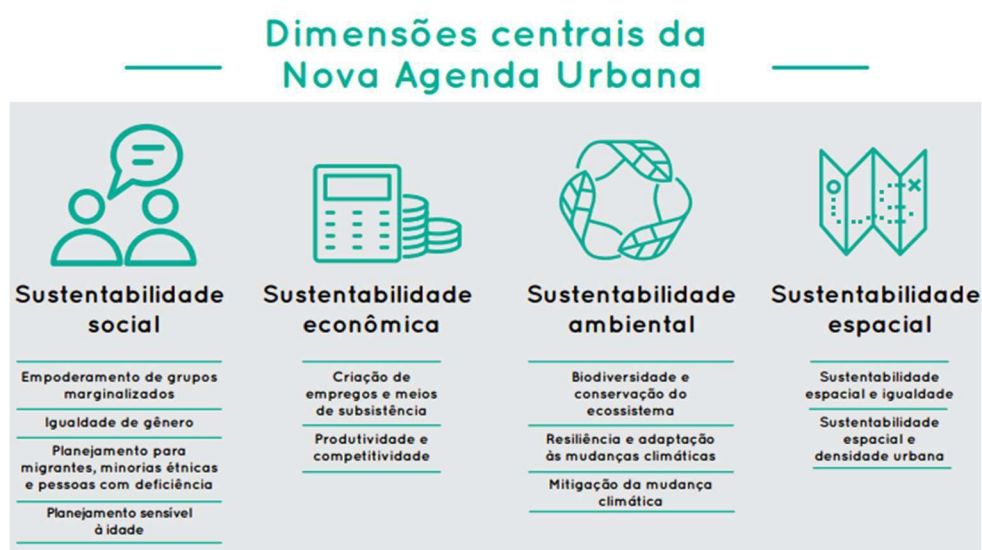 Dimensões centrais da
Nova Agenda Urbana
Sustentabilidade
social
Empoderamento de grupos
marginalizados
Igualdade de gênero
Planejamento para
migrantes, minorias étnicas
e pessoas com deficiência
Planejamento sensível
à idade
Sustentabilidade
econômica
Criação de
empregos e meios
de subsistência
Produtividade e
competitividade
Sustentabilidade
ambiental
Biodiversidade e
conservação do
ecossistema
Resiliência e adaptação
às mudanças climáticas
Mitigação da mudança
climática
Sustentabilidade
espacial
Sustentabilidade
espacial e igualdade
Sustentabilidade
espacial e
densidade urbana